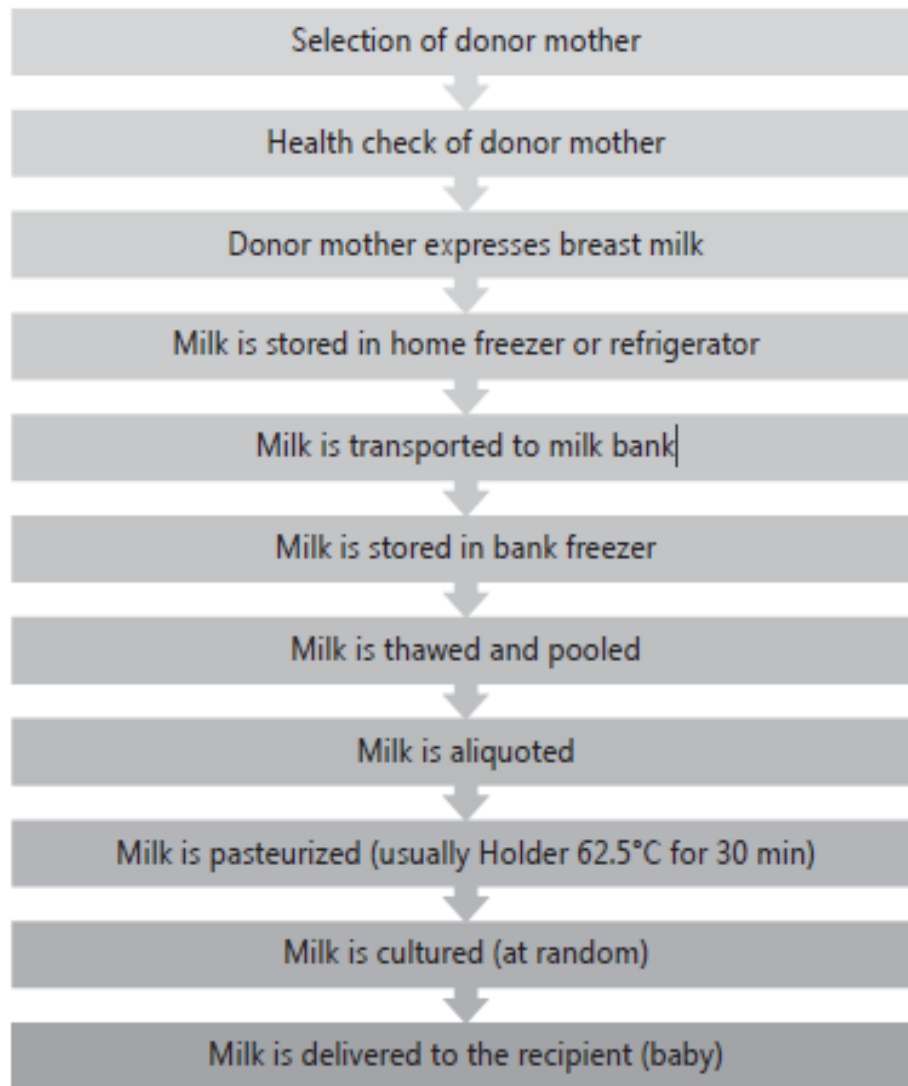 Selection of donor mother
Health check of donor mother
Donor mother expresses breast milk
Milk is stored in home freezer or refrigerator
Milk is transported to milk bank
Milk is stored in bank freezer
Milk is thawed and pooled
Milk is aliquoted
Milk is pasteurized (usually Holder 62.5°C for 30 min)
Milk is cultured (at random)
Milk is delivered to the recipient (baby)